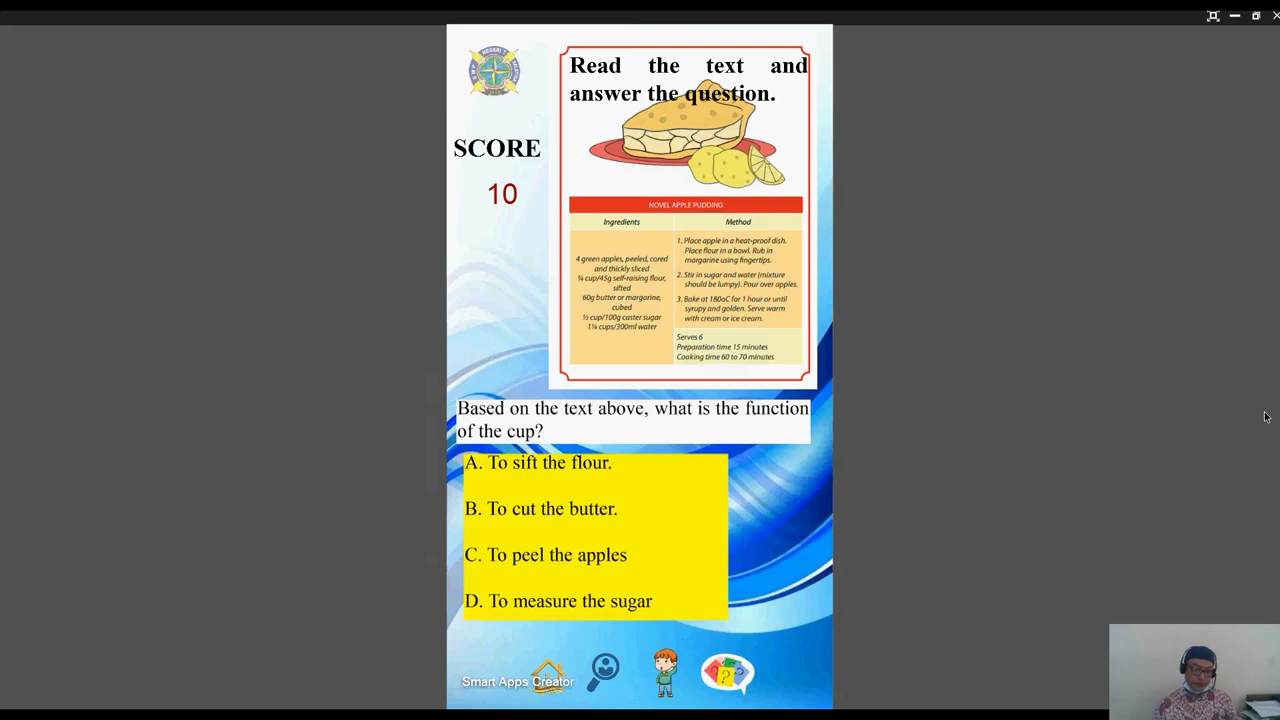 Read the text and
answer the question.
SCORE
10
NOVEL APPLE PUDDING
Ingredients
Method
4 green apples, peeled, cored
and thickly sliced
¼ cup/45g self-raising flour,
sifted
60g butter or margarine,
cubed
½ cup/100g caster sugar
1¼ cups/300ml water
1. Place apple in a heat-proof dish.
Place flour in a bowl. Rub in
margarine using fingertips.
2. Stir in sugar and water (mixture
should be lumpy). Pour over apples.
3. Bake at 180oC for 1 hour or until
syrupy and golden. Serve warm
with cream or ice cream.
Serves 6
Preparation time 15 minutes
Cooking time 60 to 70 minutes
Based on the text above, what is the function
of the cup?
A. To sift the flour.
B. To cut the butter.
C. To peel the apples
D. To measure the sugar
Smart Apps Creator